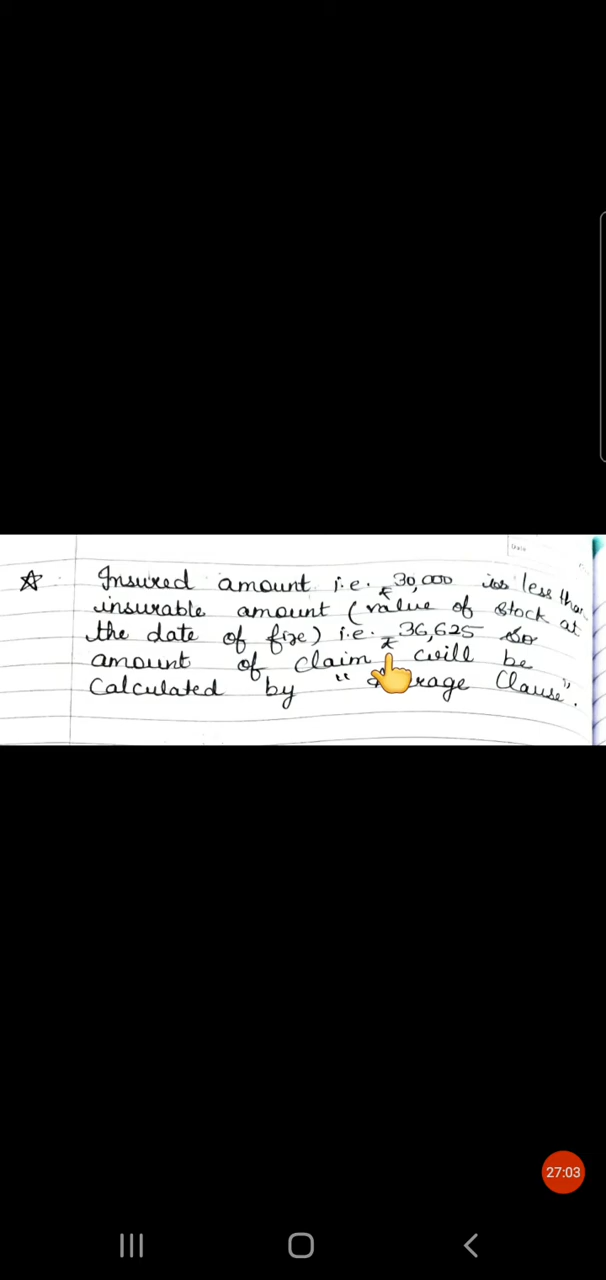 ☆ Insured amount i.e. ₹30,000 is less than
insurable amount (value of stock at
the date of fire) i.e. ₹36,625 So
amount of claim will be
Calculated by "Average Clause".
27:03